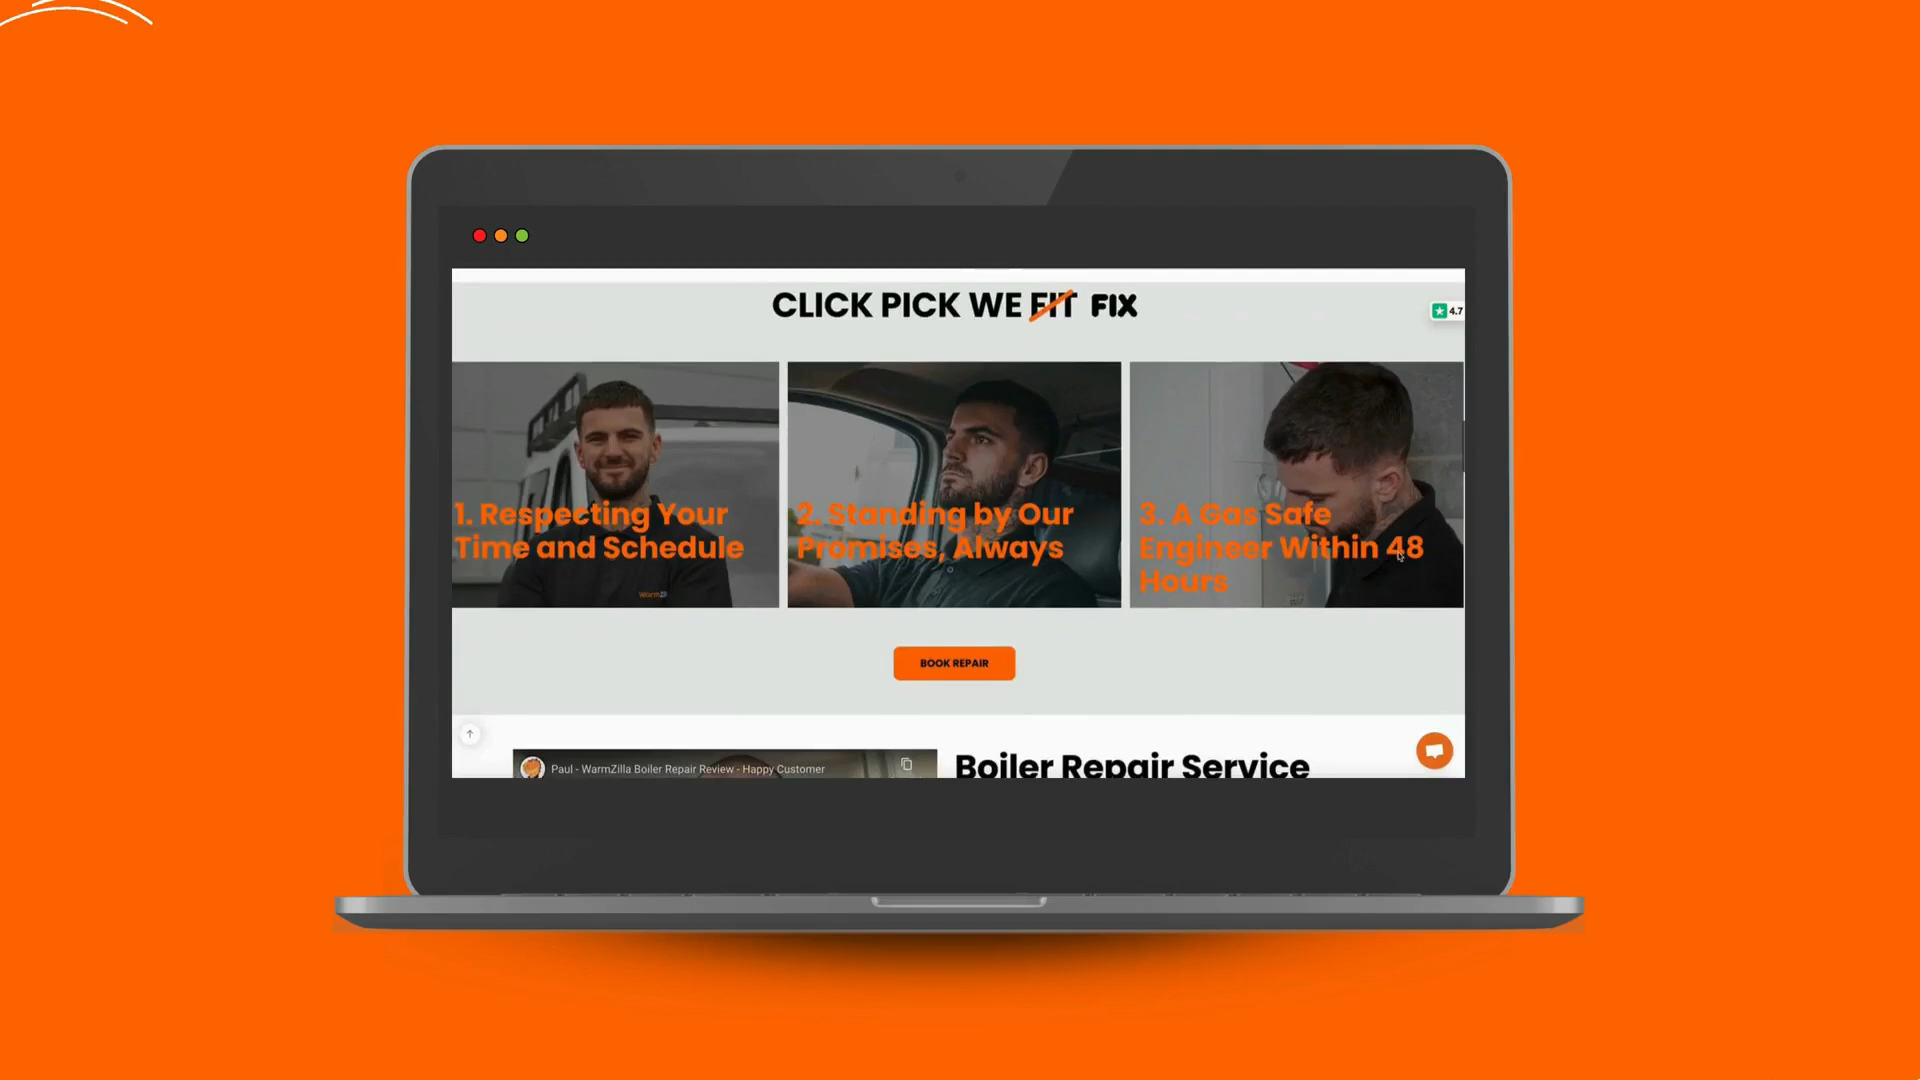 CLICK PICK WE FIT FIX
4.7
1. Respecting Your
Time and Schedule
2. Standing by Our
Promises, Always
3. A Gas Safe
Engineer Within 48
Hours
BOOK REPAIR
Paul - WarmZilla Boiler Repair Review - Happy Customer
Boiler Repair Service